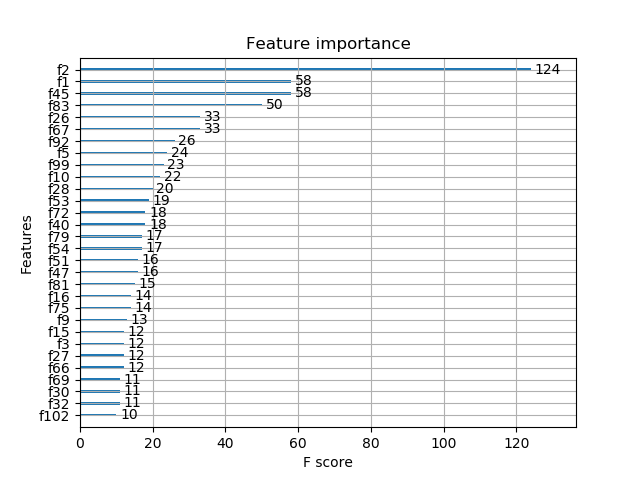 Feature importance
f2 124
f1 58
f45 58
f83 50
f26 33
f67 33
f92 26
f5 24
f99 23
f10 22
f28 20
f53 19
f72 18
f40 18
f79 17
f54 17
f51 16
f47 16
f81 15
f16 14
f75 14
f9 13
f15 12
f3 12
f27 12
f66 12
f69 11
f30 11
f32 11
f102 10
0 20 40 60 80 100 120
F score
Features